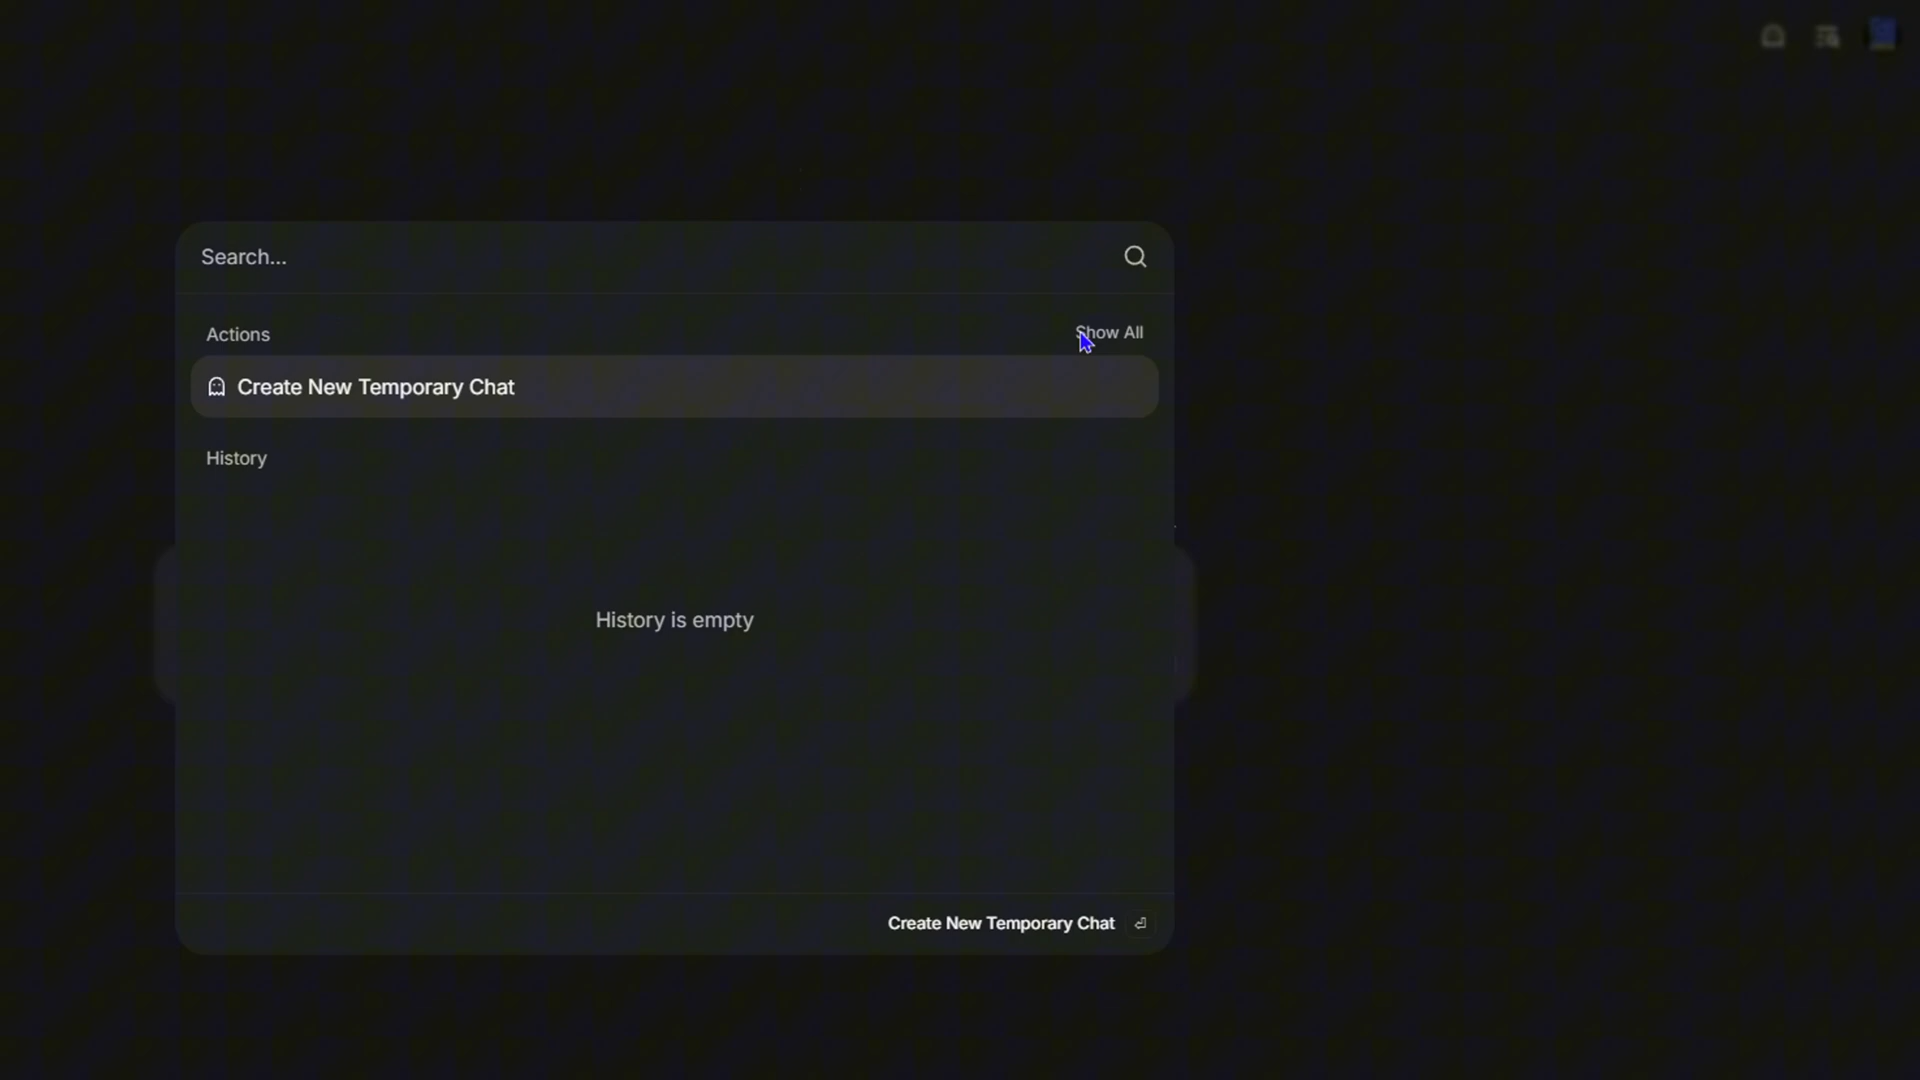 Search...
Actions
Show All
Create New Temporary Chat
History
History is empty
Create New Temporary Chat